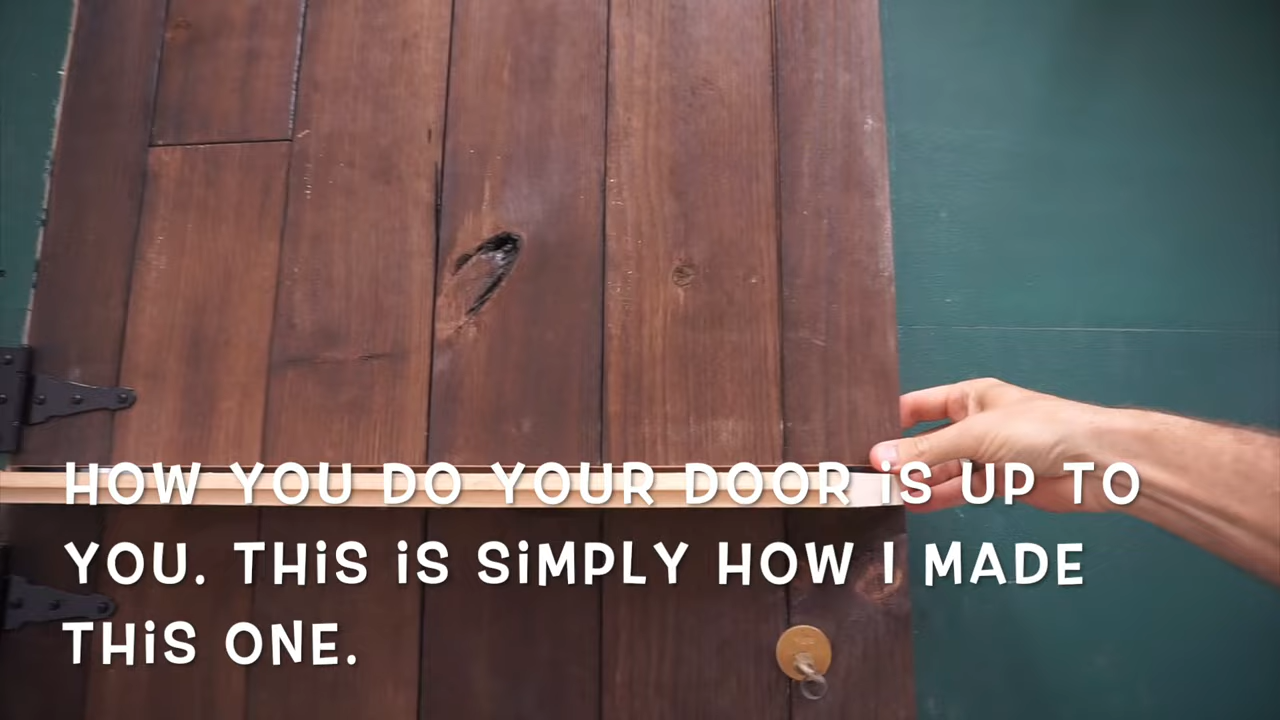 HOW YOU DO YOUR DOOR iS UP TO
YOU. THiS iS SiMPLY HOW I MADE
THiS ONE.